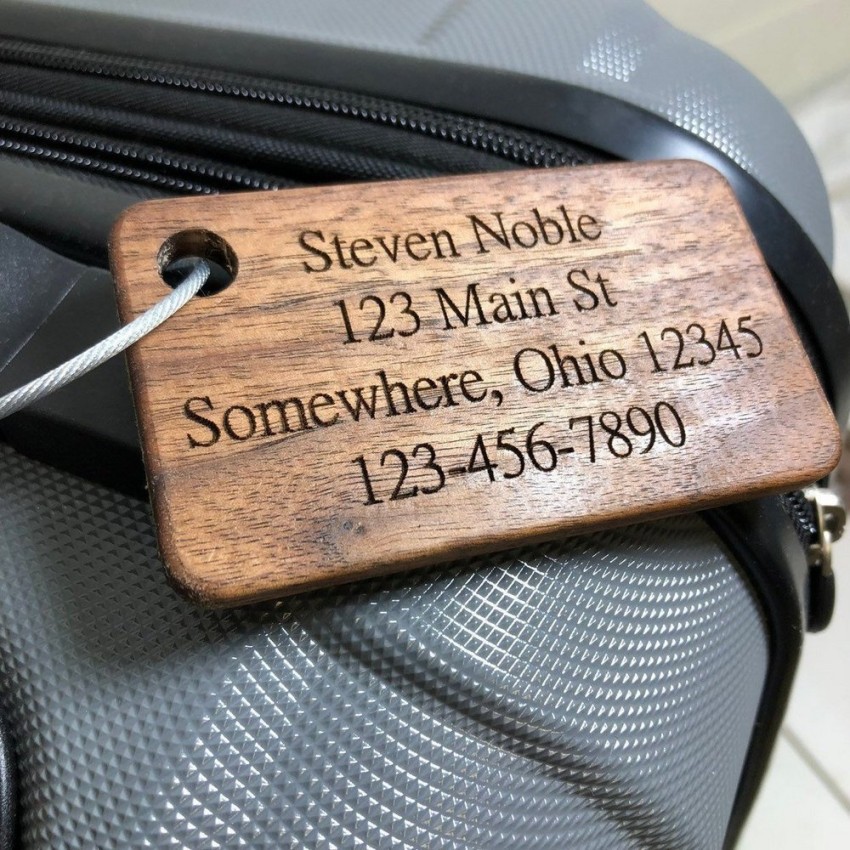 Steven Noble
123 Main St
Somewhere, Ohio 12345
123-456-7890